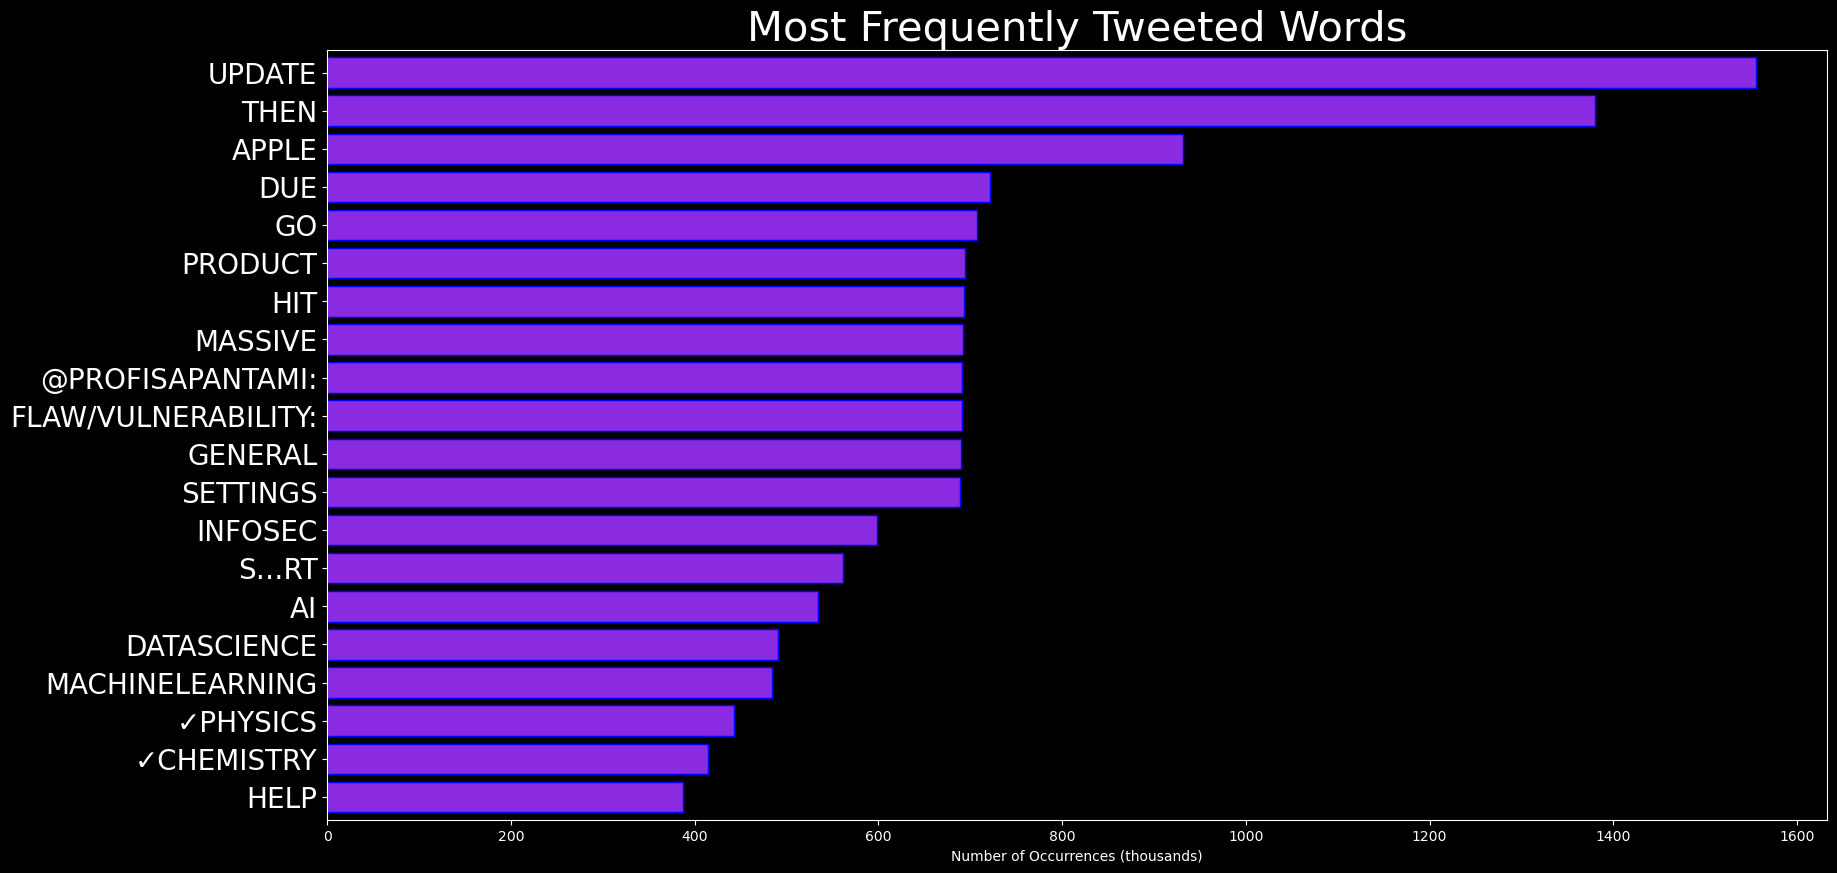 Most Frequently Tweeted Words
UPDATE
THEN
APPLE
DUE
GO
PRODUCT
HIT
MASSIVE
@PROFISAPANTAMI:
FLAW/VULNERABILITY:
GENERAL
SETTINGS
INFOSEC
S…RT
AI
DATASCIENCE
MACHINELEARNING
✓PHYSICS
✓CHEMISTRY
HELP
0 200 400 600 800 1000 1200 1400 1600
Number of Occurrences (thousands)